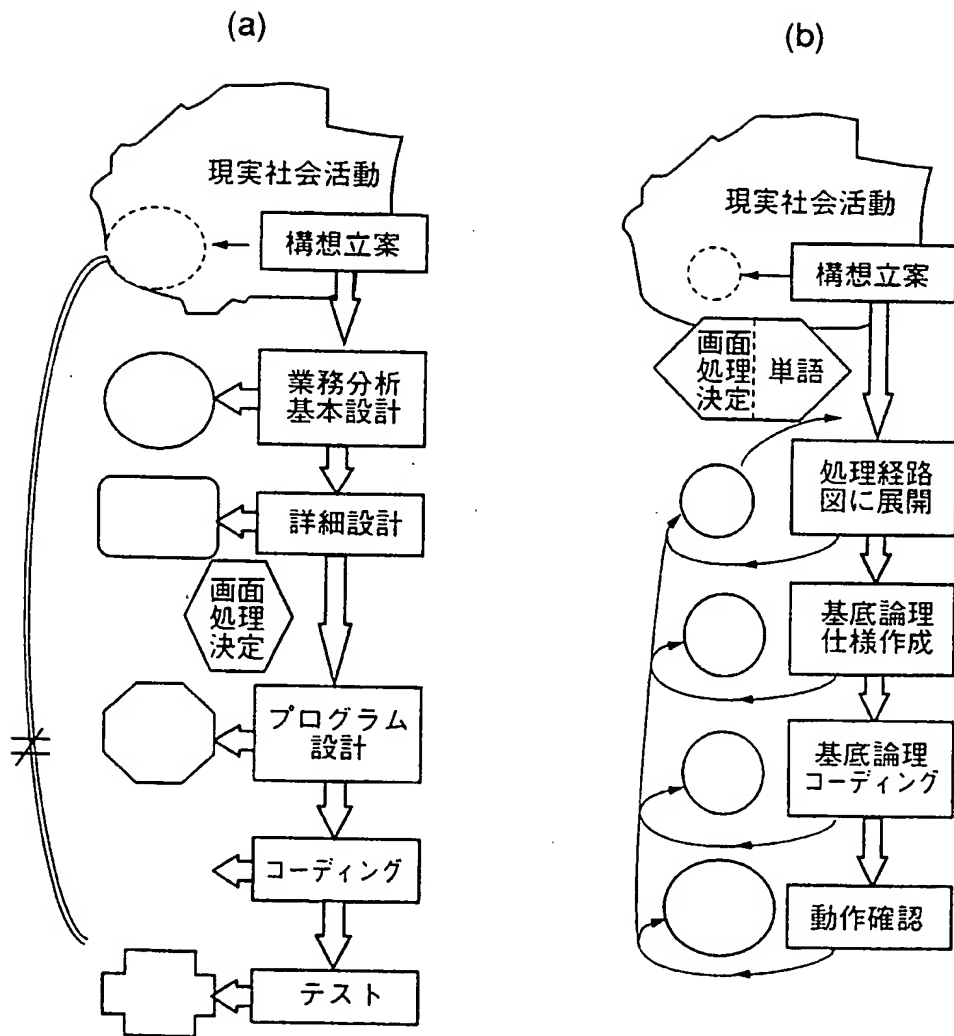 (a)
現実社会活動
構想立案
業務分析
基本設計
詳細設計
画面
処理
決定
プログラム
設計
コーディング
テスト
(b)
現実社会活動
構想立案
画面
処理
決定
単語
処理経路
図に展開
基底論理
仕様作成
基底論理
コーディング
動作確認